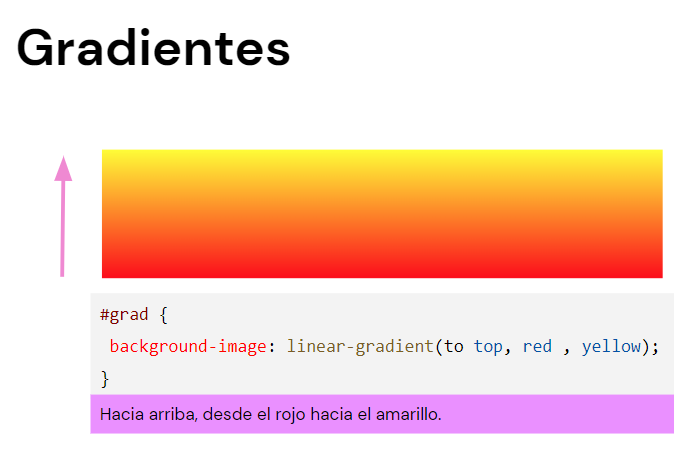 Gradientes
#grad {
background-image: linear-gradient(to top, red , yellow);
}
Hacia arriba, desde el rojo hacia el amarillo.